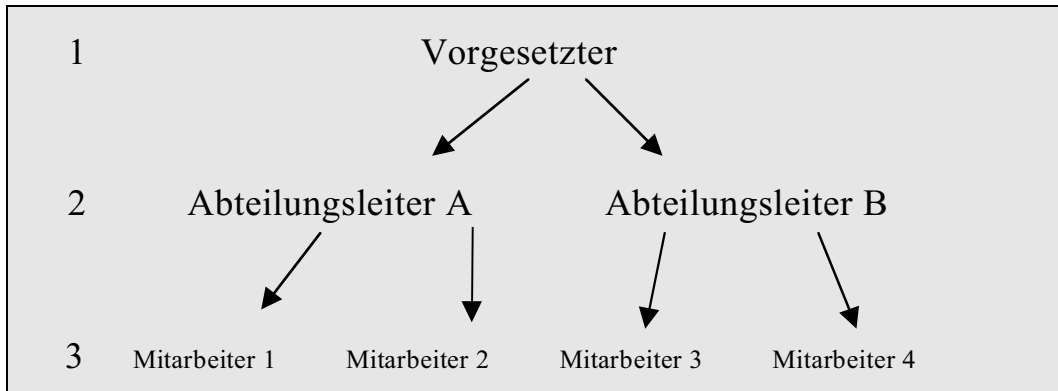 1 Vorgesetzter
2 Abteilungsleiter A Abteilungsleiter B
3 Mitarbeiter 1 Mitarbeiter 2 Mitarbeiter 3 Mitarbeiter 4